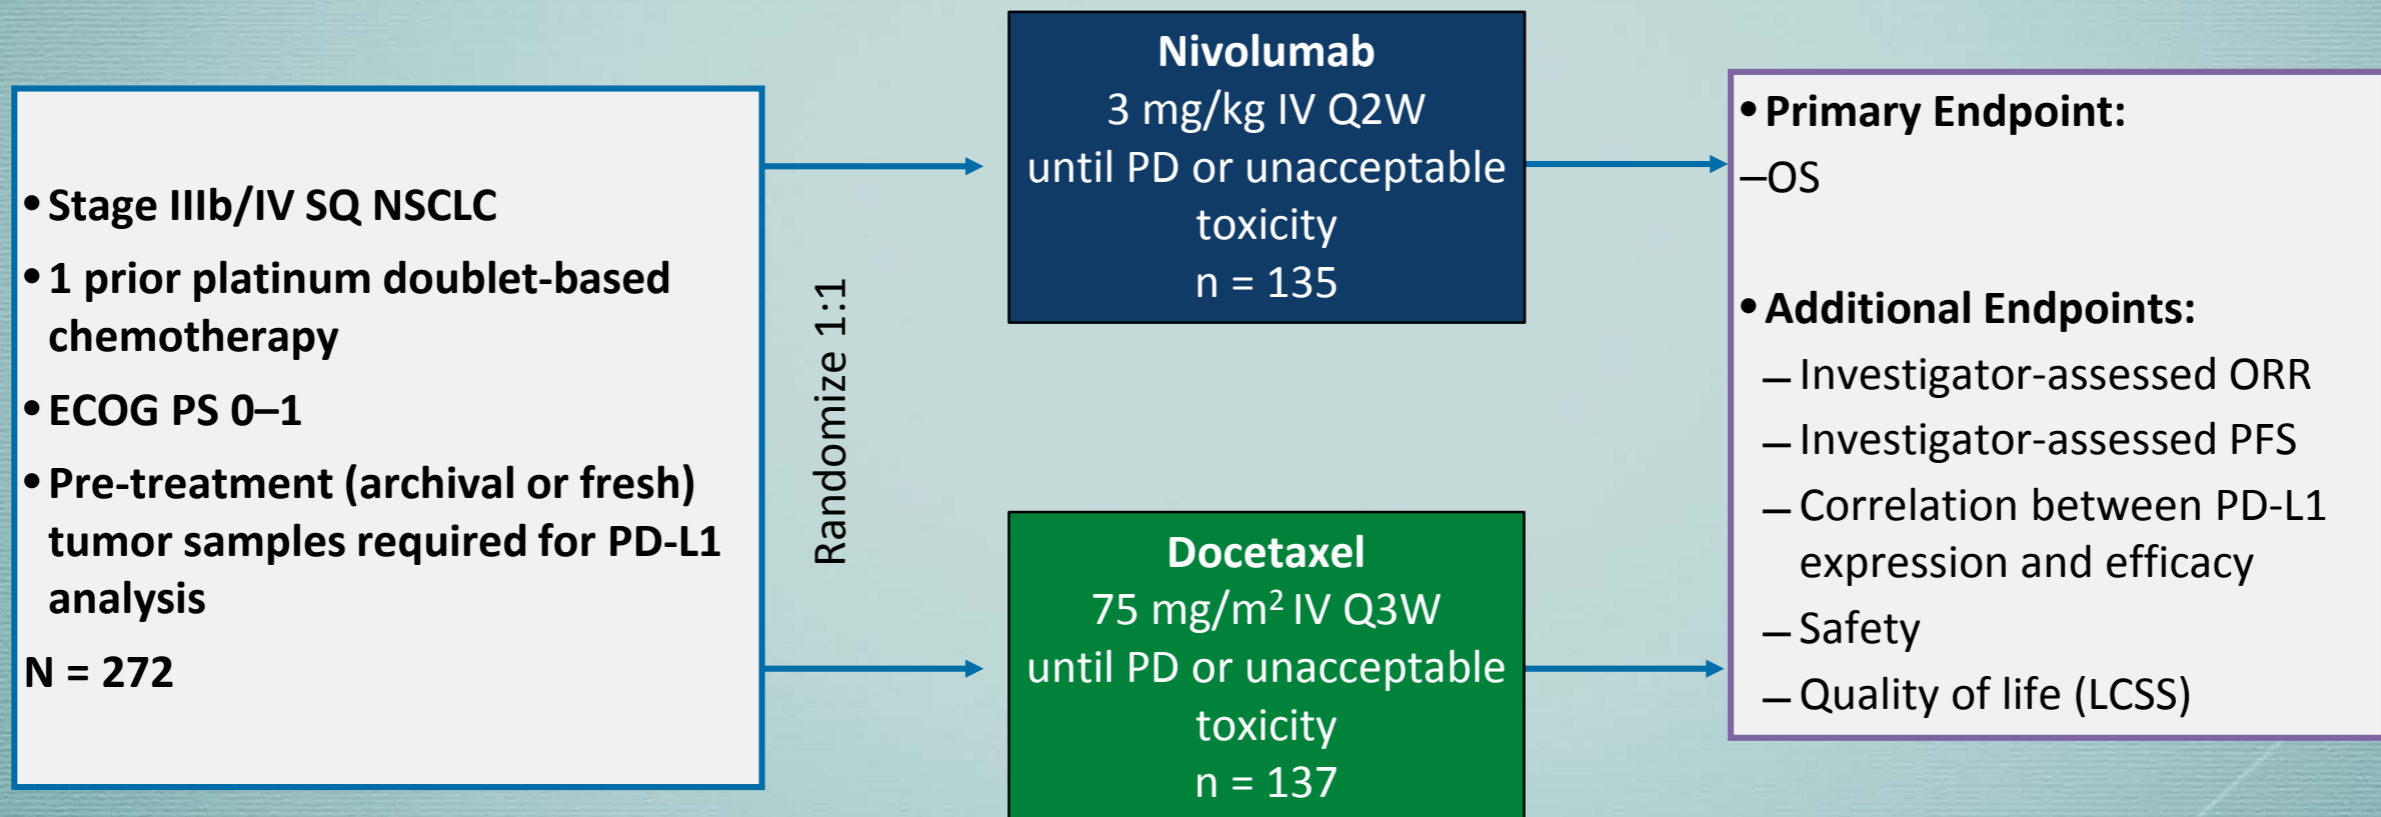 • Stage IIIb/IV SQ NSCLC
• 1 prior platinum doublet-based
chemotherapy
• ECOG PS 0–1
• Pre-treatment (archival or fresh)
tumor samples required for PD-L1
analysis
N = 272
Randomize 1:1
Nivolumab
3 mg/kg IV Q2W
until PD or unacceptable
toxicity
n = 135
Docetaxel
75 mg/m² IV Q3W
until PD or unacceptable
toxicity
n = 137
• Primary Endpoint:
–OS
• Additional Endpoints:
– Investigator-assessed ORR
– Investigator-assessed PFS
– Correlation between PD-L1
expression and efficacy
– Safety
– Quality of life (LCSS)